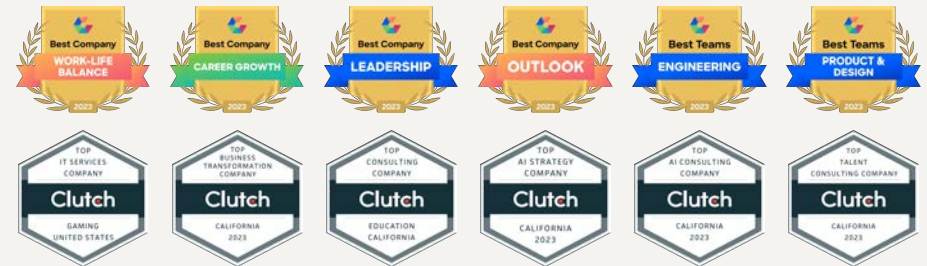 Best Company
WORK-LIFE
BALANCE
2023
Best Company
CAREER GROWTH
2023
Best Company
LEADERSHIP
2023
Best Company
OUTLOOK
2023
Best Teams
ENGINEERING
2023
Best Teams
PRODUCT &
DESIGN
2023
TOP
IT SERVICES
COMPANY
Clutch
GAMING
UNITED STATES
TOP
BUSINESS
TRANSFORMATION
COMPANY
Clutch
CALIFORNIA
2023
TOP
CONSULTING
COMPANY
Clutch
EDUCATION
CALIFORNIA
TOP
AI STRATEGY
COMPANY
Clutch
CALIFORNIA
2023
TOP
AI CONSULTING
COMPANY
Clutch
CALIFORNIA
2023
TOP
TALENT
CONSULTING COMPANY
Clutch
CALIFORNIA
2023